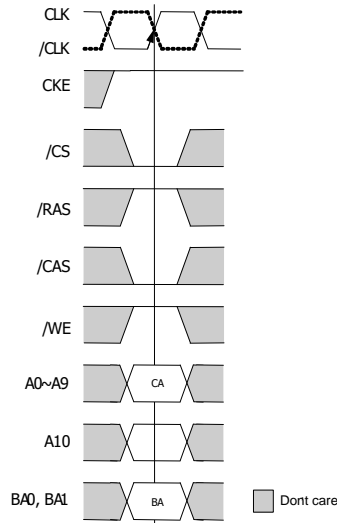 CLK
/CLK
CKE
/CS
/RAS
/CAS
/WE
A0~A9
CA
A10
BA0, BA1
BA
Dont care